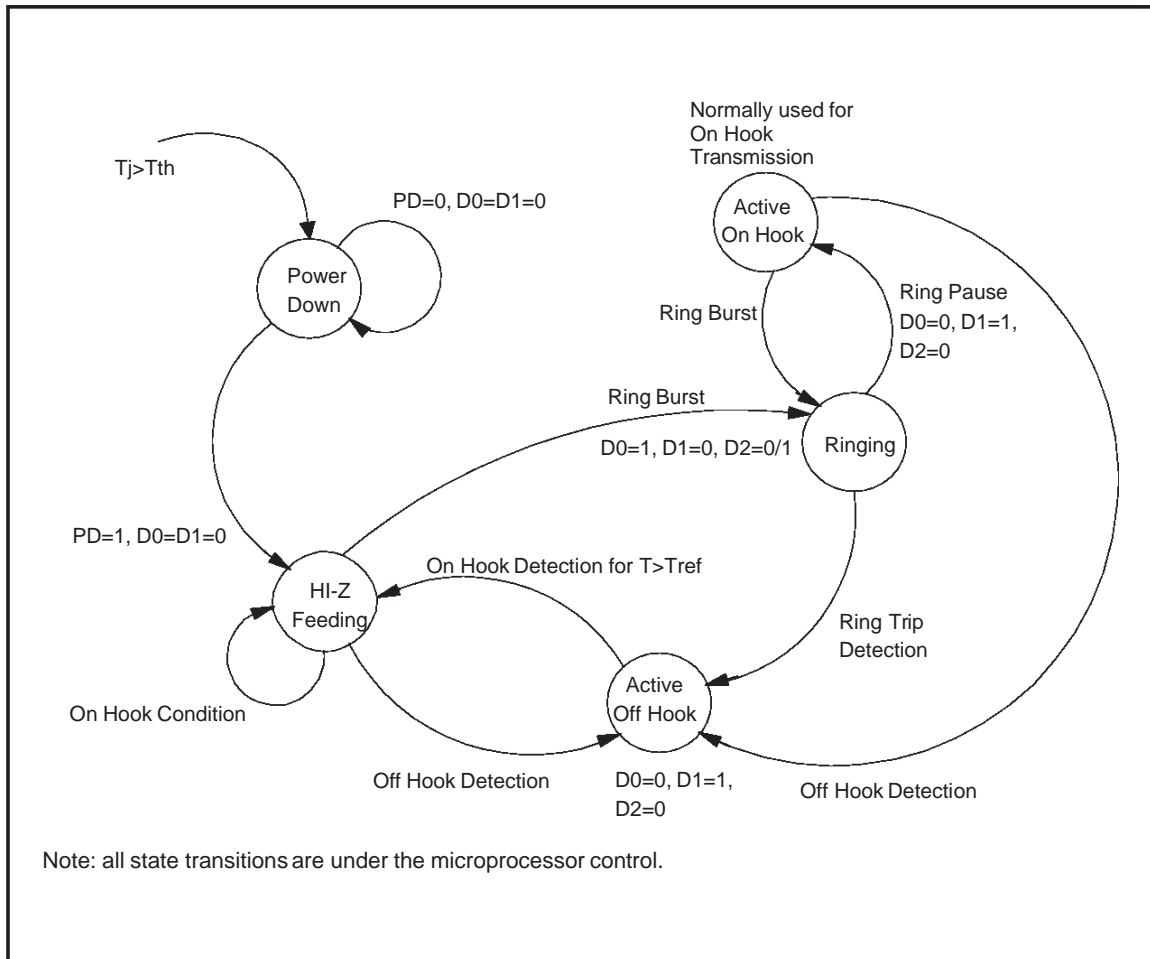 Normally used for
On Hook
Transmission
Tj>Tth
PD=0, D0=D1=0
Active
On Hook
Power
Down
Ring Burst
Ring Pause
D0=0, D1=1,
D2=0
Ring Burst
D0=1, D1=0, D2=0/1
Ringing
PD=1, D0=D1=0
HI-Z
Feeding
On Hook Detection for T>Tref
Ring Trip
Detection
On Hook Condition
Active
Off Hook
Off Hook Detection
D0=0, D1=1,
D2=0
Off Hook Detection
Note: all state transitions are under the microprocessor control.